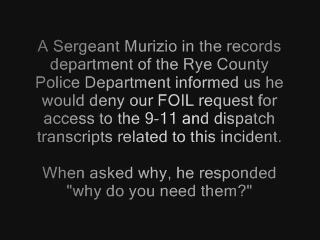 A Sergeant Murizio in the records
department of the Rye County
Police Department informed us he
would deny our FOIL request for
access to the 9-11 and dispatch
transcripts related to this incident.
When asked why, he responded
"why do you need them?"